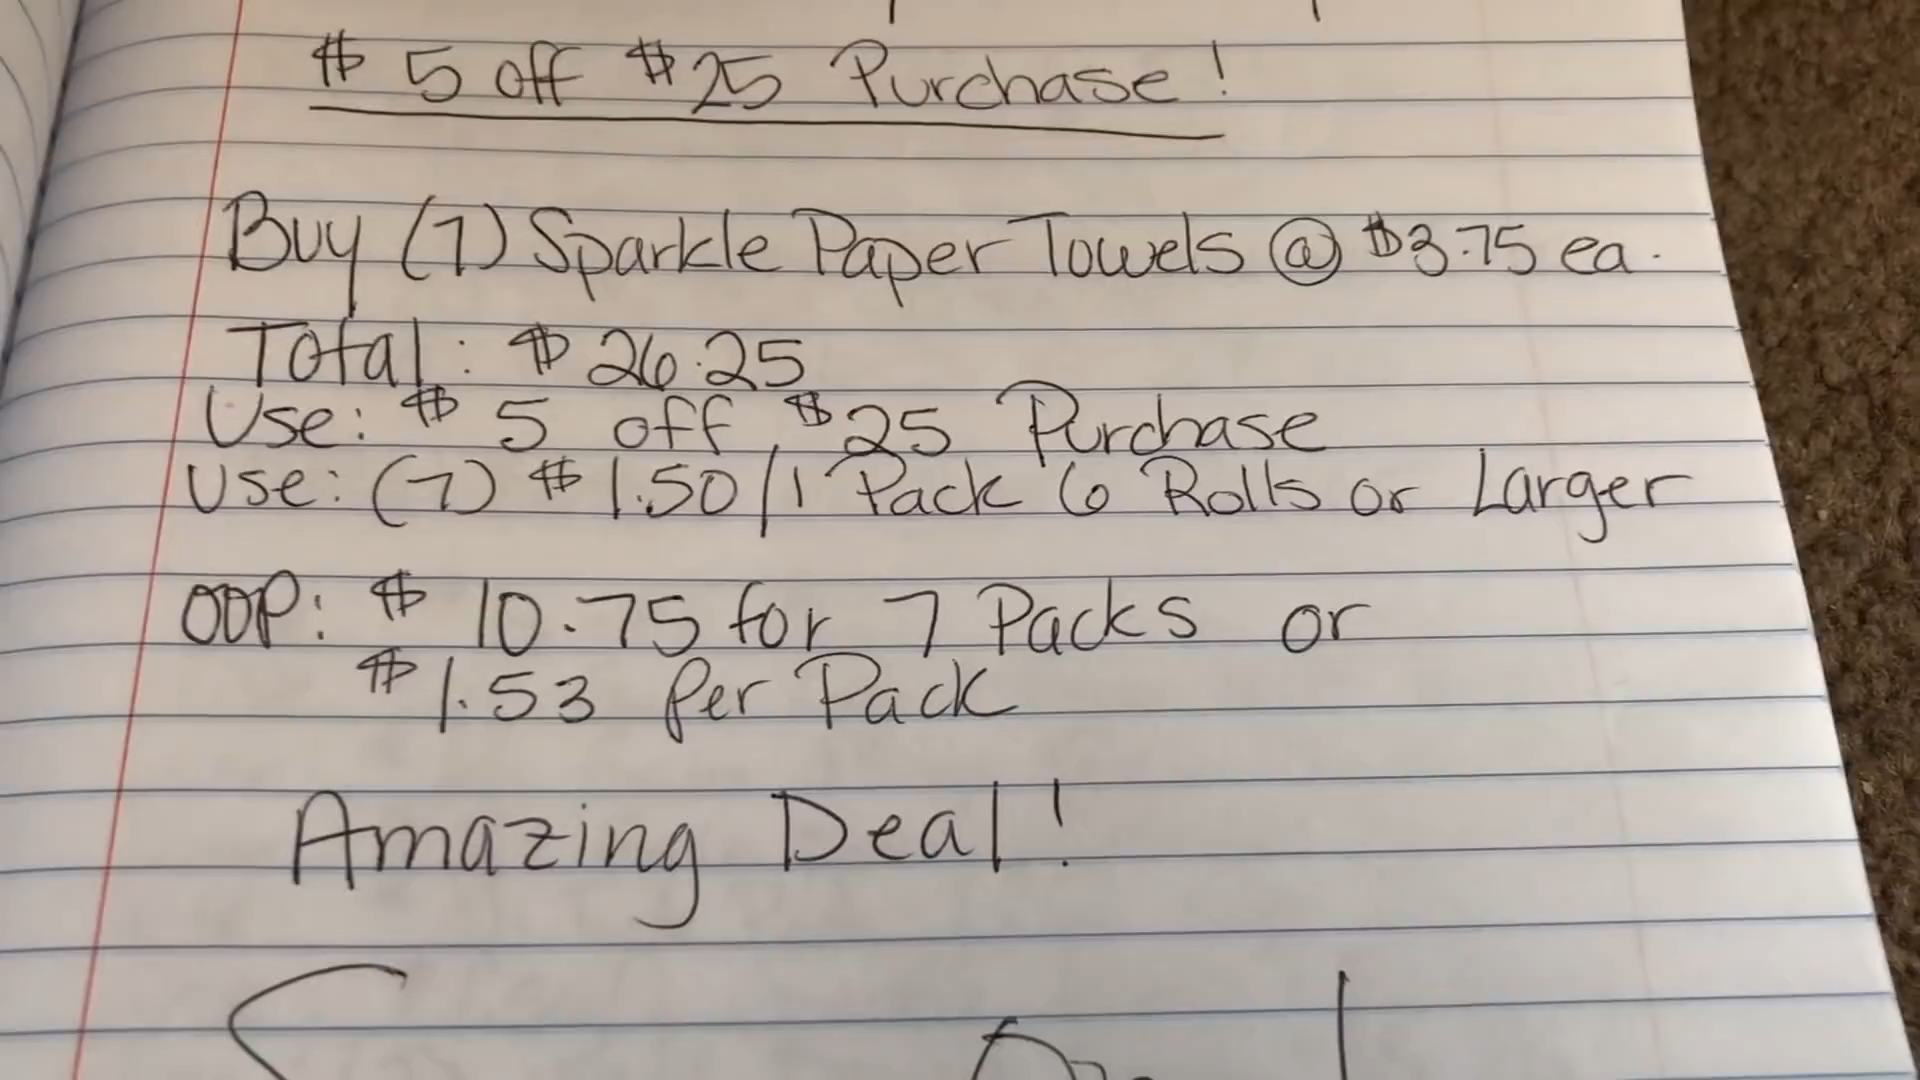 $ 5 off $25 Purchase!
Buy (7) Sparkle Paper Towels @ $3.75 ea.
Total: $ 26.25
Use: $ 5 off $25 Purchase
Use: (7) $ 1.50/1 Pack 6 Rolls or Larger
OOP: $ 10.75 for 7 Packs or
$1.53 Per Pack
Amazing Deal!